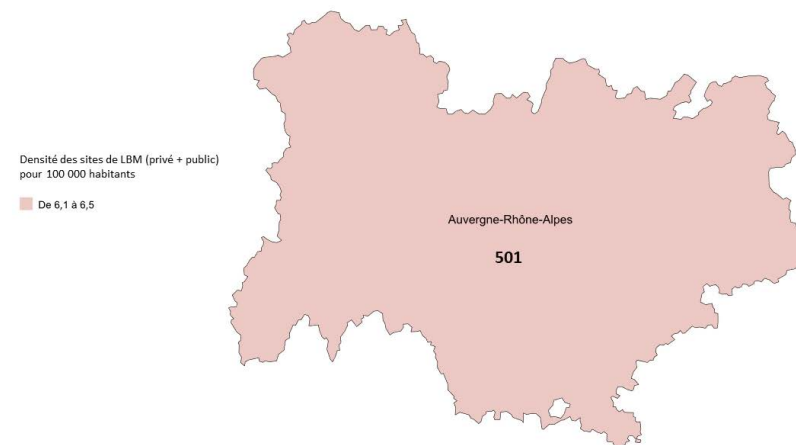 Densité des sites de LBM (privé + public)
pour 100 000 habitants
De 6,1 à 6,5
Auvergne-Rhône-Alpes
501